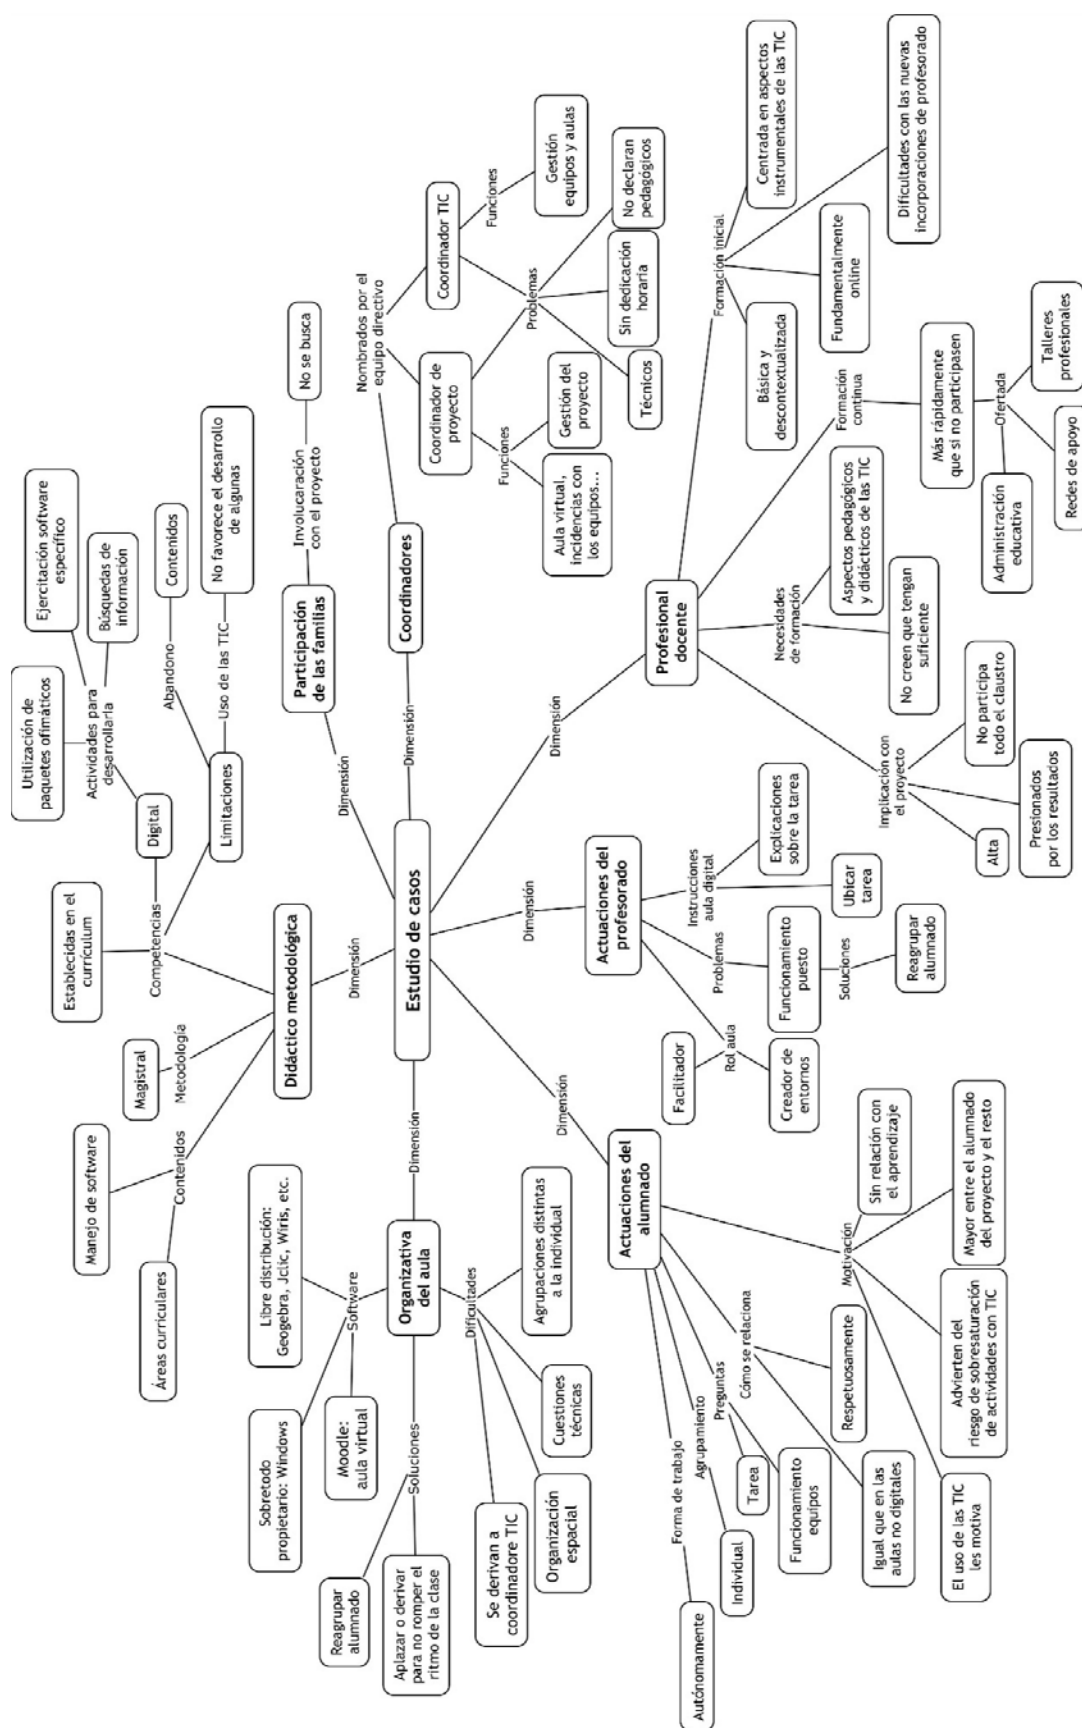 Manejo de software
Áreas curriculares
Contenidos
Magistral
Metodología
Establecidas en el
currículum
Competencias
Digital
Actividades para
desarrollarla
Utilización de
paquetes ofimáticos
Ejercitación software
específico
Búsquedas de
información
Limitaciones
Abandono
Contenidos
Uso de las TIC
No favorece el desarrollo
de algunas
Didáctico metodológica
Dimensión
Participación
de las familias
Dimensión
Involucaración
con el proyecto
No se busca
Sobretodo
propietario: Windows
Libre distribución:
Geogebra, Jclic, Wiris, etc.
Moodle:
aula virtual
Software
Organizativa
del aula
Dimensión
Soluciones
Reagrupar
alumnado
Aplazar o derivar
para no romper el
ritmo de la clase
Dificultades
Se derivan a
coordinadore TIC
Organización
espacial
Cuestiones
técnicas
Agrupaciones distintas
a la individual
Estudio de casos
Dimensión
Coordinadores
Nombrados por el
equipo directivo
Coordinador de
proyecto
Coordinador TIC
Funciones
Gestión
equipos y aulas
Funciones
Aula virtual,
incidencias con
los equipos...
Gestión del
proyecto
Problemas
Técnicos
Sin dedicación
horaria
No declaran
pedagógicos
Dimensión
Actuaciones del
alumnado
Forma de trabajo
Autónomamente
Agrupamiento
Individual
Preguntas
Tarea
Funcionamiento
equipos
Cómo se relaciona
Igual que en las
aulas no digitales
Respetuosamente
Motivación
El uso de las TIC
les motiva
Advierten del
riesgo de sobresaturación
de actividades con TIC
Mayor entre el alumnado
del proyecto y el resto
Sin relación con
el aprendizaje
Dimensión
Actuaciones del
profesorado
Rol aula
Facilitador
Creador de
entornos
Problemas
Funcionamiento
puesto
Soluciones
Reagrupar
alumnado
Instrucciones
aula digital
Ubicar
tarea
Explicaciones
sobre la tarea
Dimensión
Profesional
docente
Implicación con
el proyecto
Alta
Presionados
por los resultados
No participa
todo el claustro
Necesidades
de formación
No creen que tengan
suficiente
Aspectos pedagógicos
y didácticos de las TIC
Formación
continua
Más rápidamente
que si no participasen
Ofertada
Administración
educativa
Redes de apoyo
Talleres
profesionales
Formación inicial
Básica y
descontextualizada
Fundamentalmente
online
Centrada en aspectos
instrumentales de las TIC
Dificultades con las nuevas
incorporaciones de profesorado